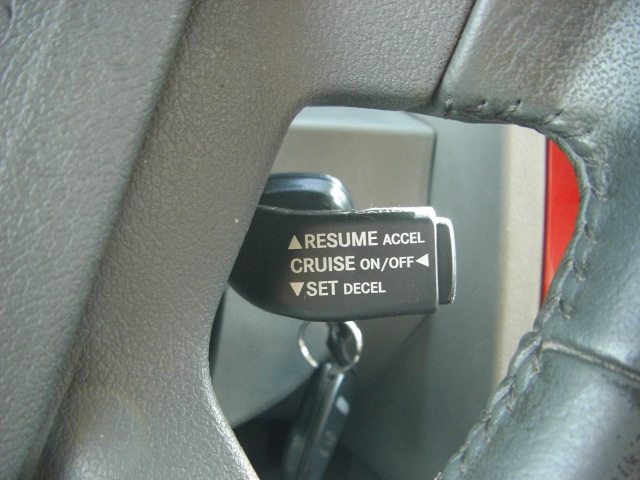 ▲RESUME ACCEL
CRUISE ON/OFF◄
▼SET DECEL